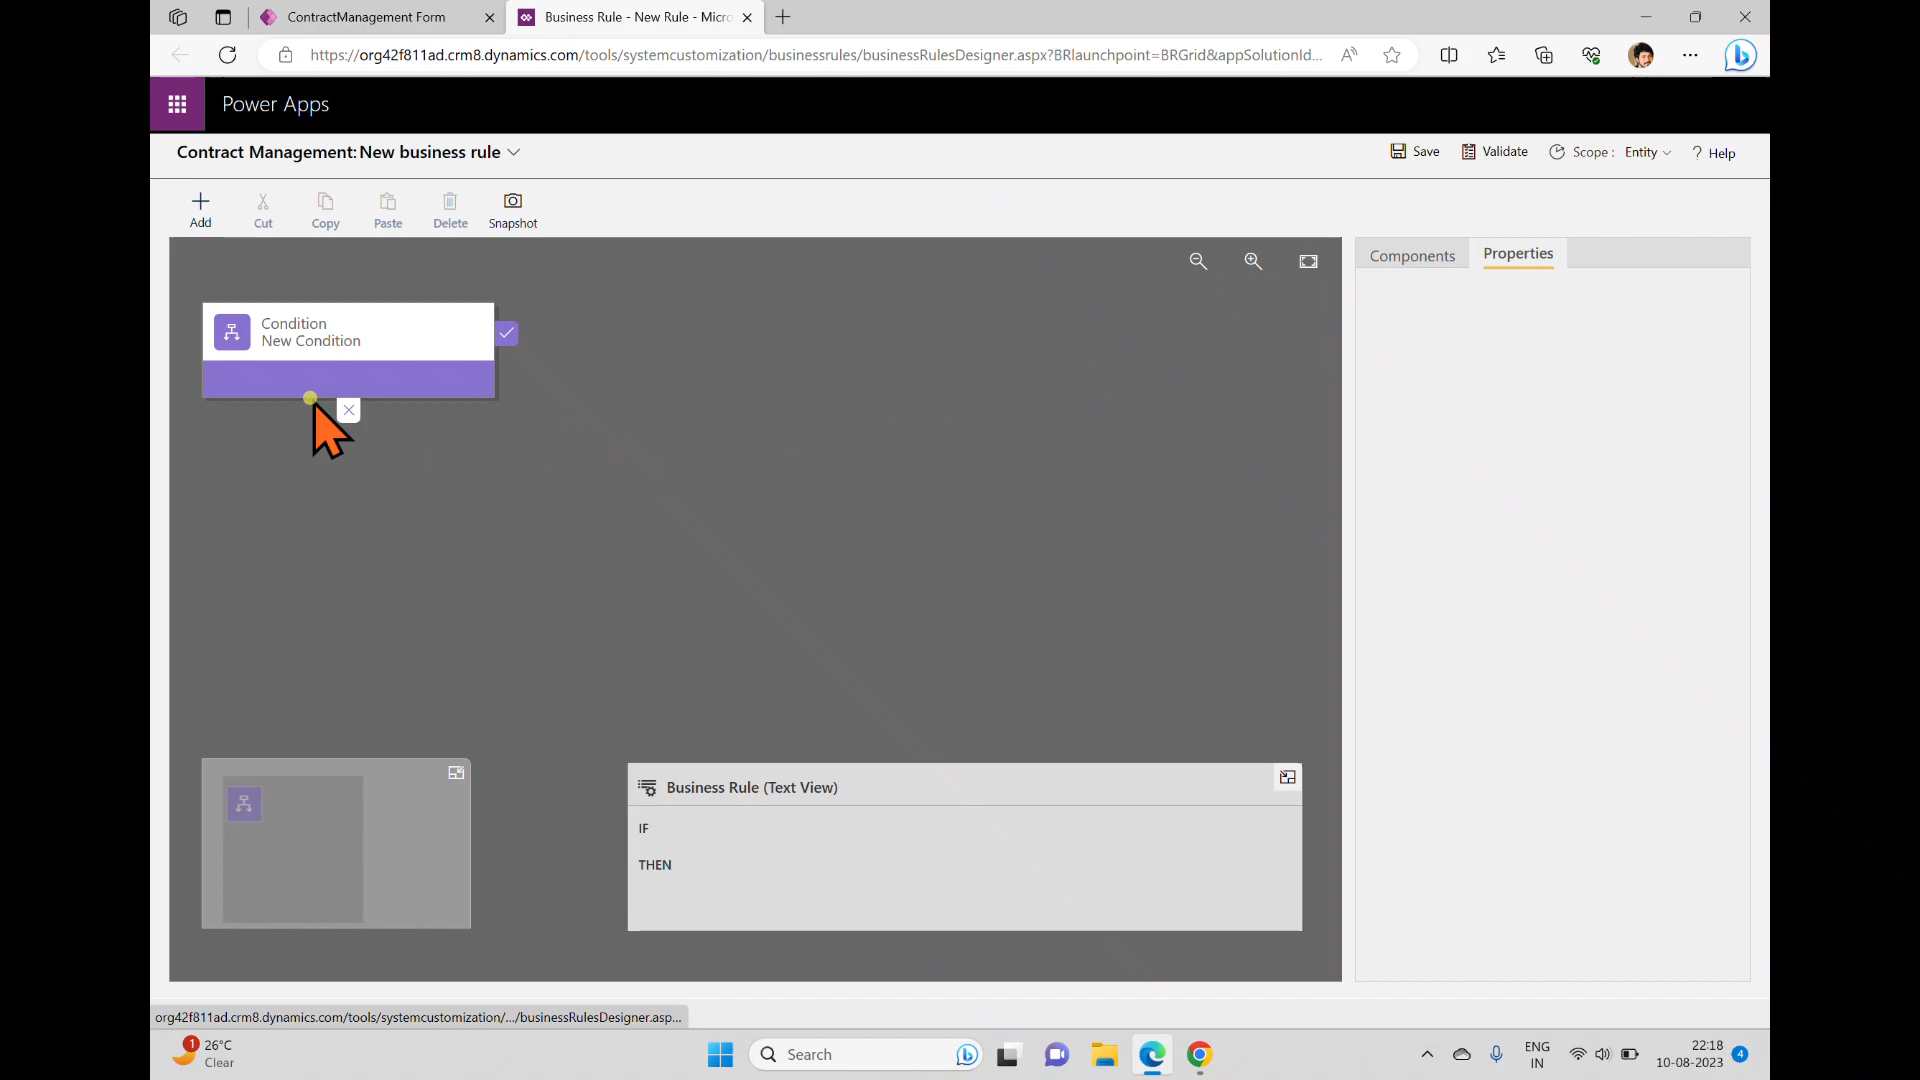 ContractManagement Form
Business Rule - New Rule - Micro
https://org42f811ad.crm8.dynamics.com/tools/systemcustomization/businessrules/businessRulesDesigner.aspx?BRlaunchpoint=BRGrid&appSolutionId...
Power Apps
Contract Management: New business rule
Save
Validate
Scope :
Entity
? Help
Add
Cut
Copy
Paste
Delete
Snapshot
Components
Properties
Condition
New Condition
Business Rule (Text View)
IF
THEN
org42f811ad.crm8.dynamics.com/tools/systemcustomization/.../businessRulesDesigner.asp...
1
26°C
Clear
Search
ENG
IN
22:18
10-08-2023
4